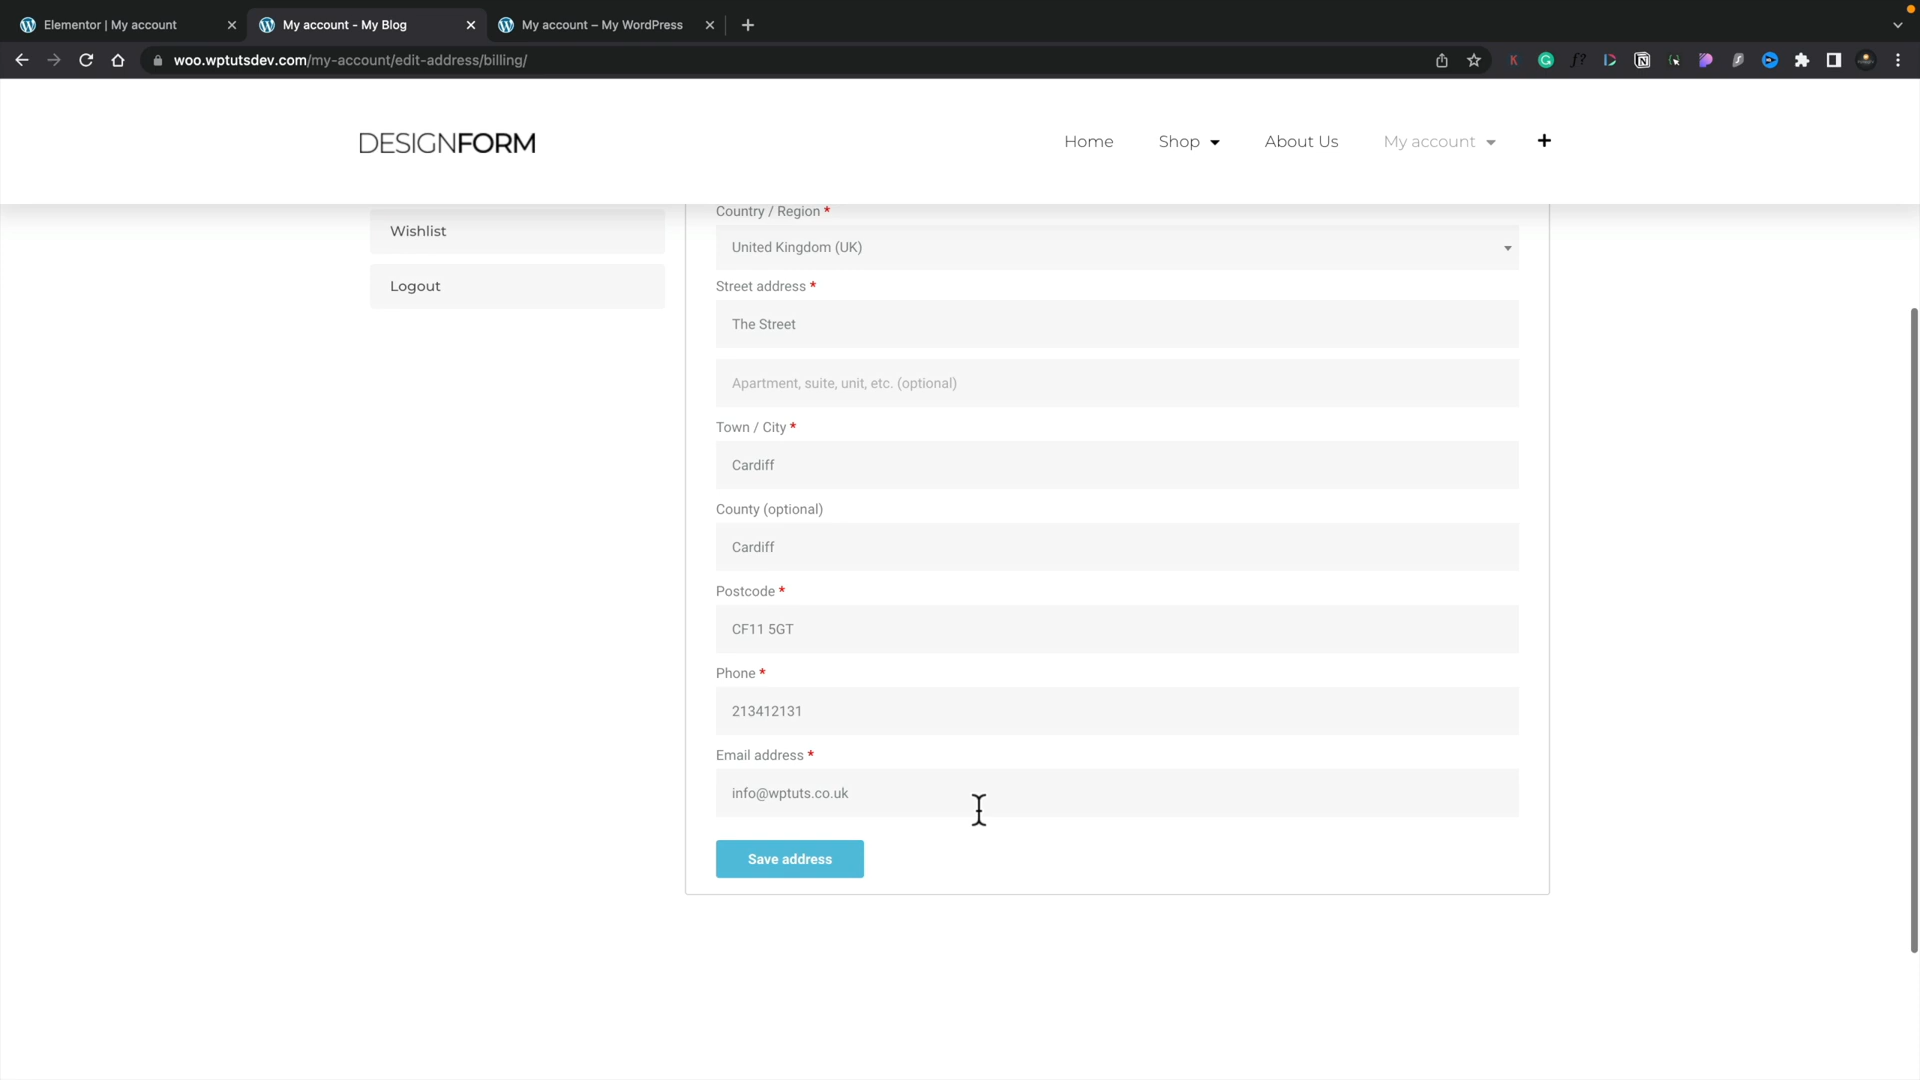 Elementor | My account
My account - My Blog
My account – My WordPress
woo.wptutsdev.com/my-account/edit-address/billing/
DESIGNFORM
Home
Shop
About Us
My account
Wishlist
Logout
Country / Region *
United Kingdom (UK)
Street address *
The Street
Apartment, suite, unit, etc. (optional)
Town / City *
Cardiff
County (optional)
Cardiff
Postcode *
CF11 5GT
Phone *
213412131
Email address *
info@wptuts.co.uk
Save address